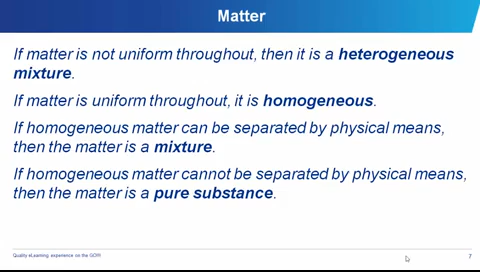 Matter
If matter is not uniform throughout, then it is a heterogeneous
mixture.
If matter is uniform throughout, it is homogeneous.
If homogeneous matter can be separated by physical means,
then the matter is a mixture.
If homogeneous matter cannot be separated by physical means,
then the matter is a pure substance.
Quality eLearning experience on the GO!®
7